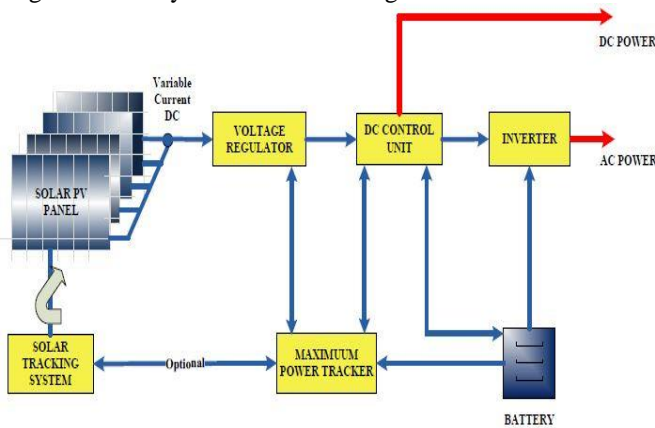 DC POWER
Variable
Current
DC
VOLTAGE
REGULATOR
DC CONTROL
UNIT
INVERTER
AC POWER
SOLAR PV
PANEL
SOLAR
TRACKING
SYSTEM
Optional
MAXIMUUM
POWER TRACKER
BATTERY